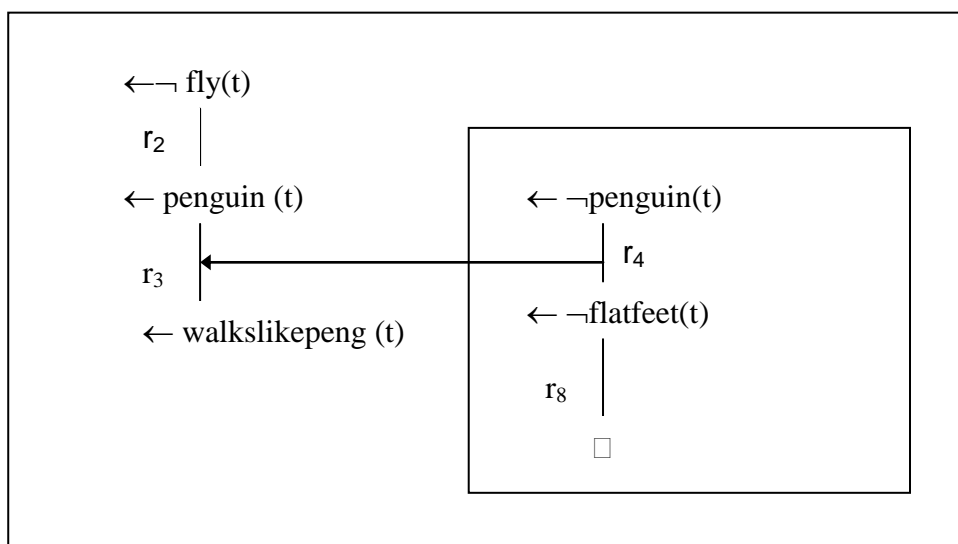 ←¬ fly(t)
r₂
← penguin (t)
r₃
← walkslikepeng (t)
← ¬penguin(t)
r₄
← ¬flatfeet(t)
r₈
□